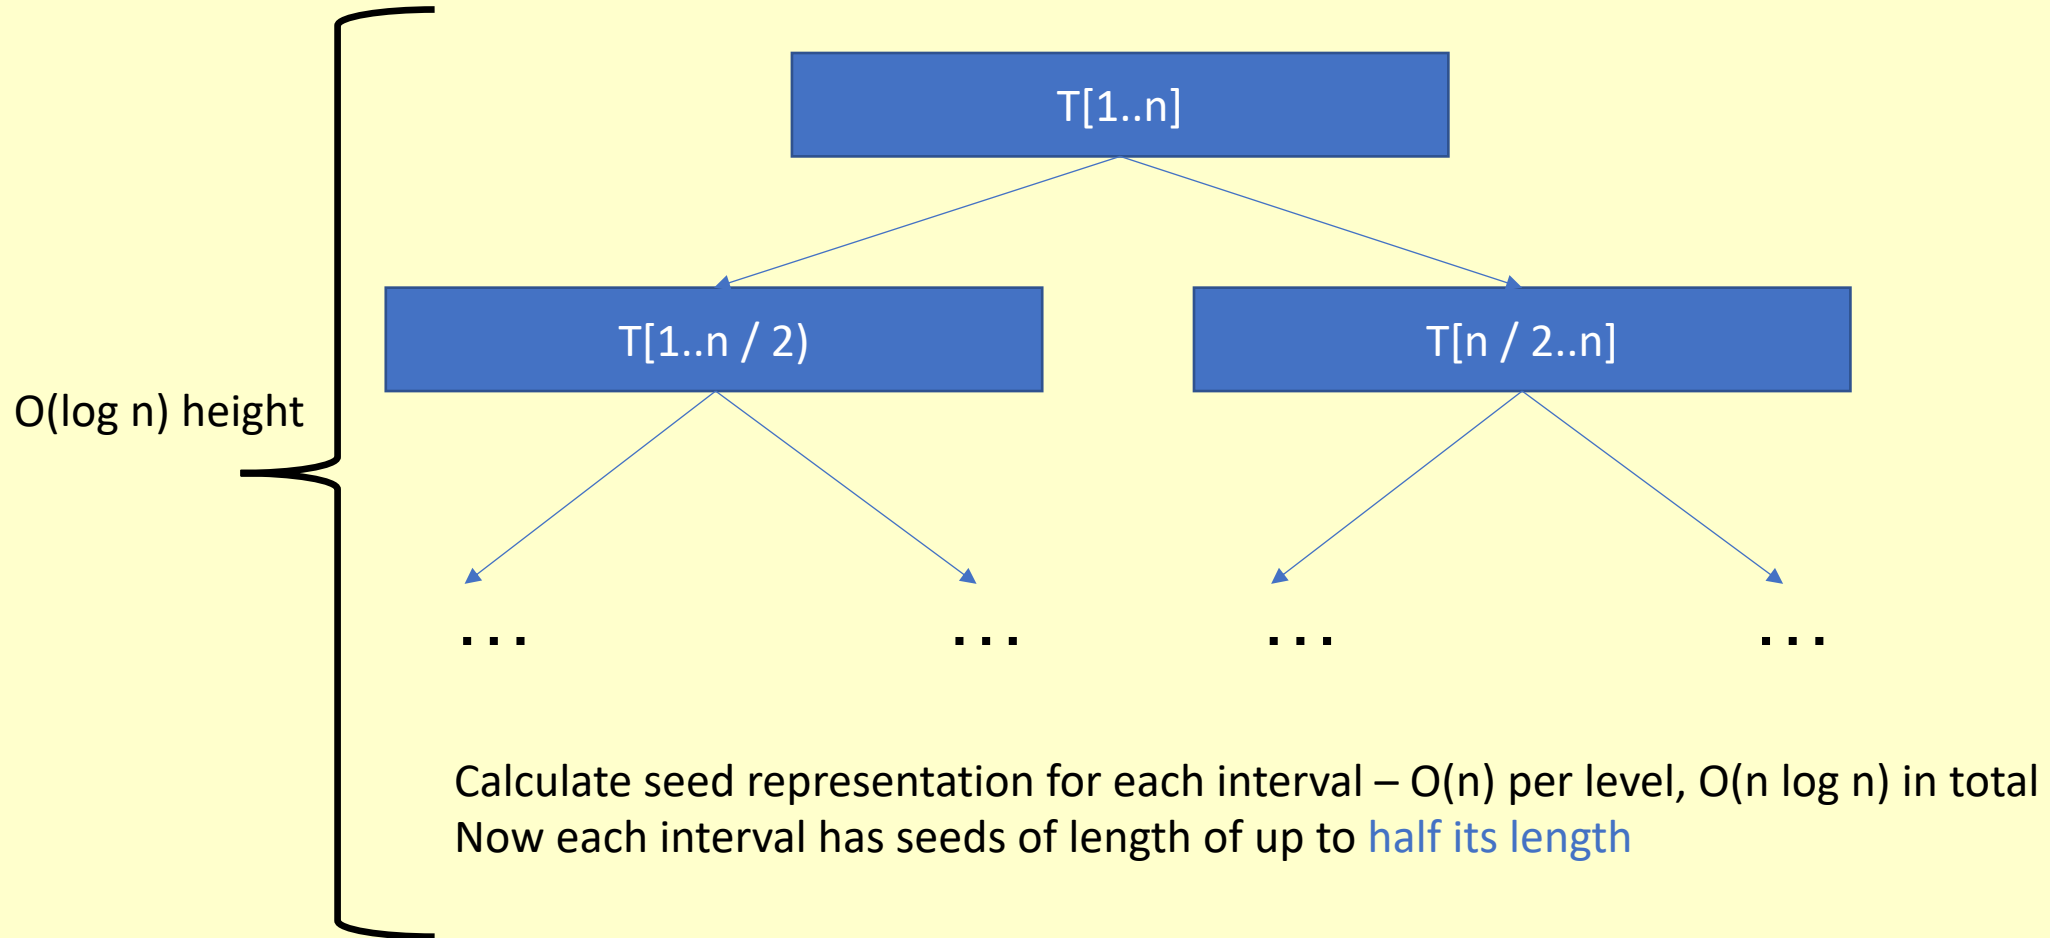 T[1..n]
T[1..n / 2)
T[n / 2..n]
O(log n) height
... ... ... ...
Calculate seed representation for each interval – O(n) per level, O(n log n) in total
Now each interval has seeds of length of up to half its length